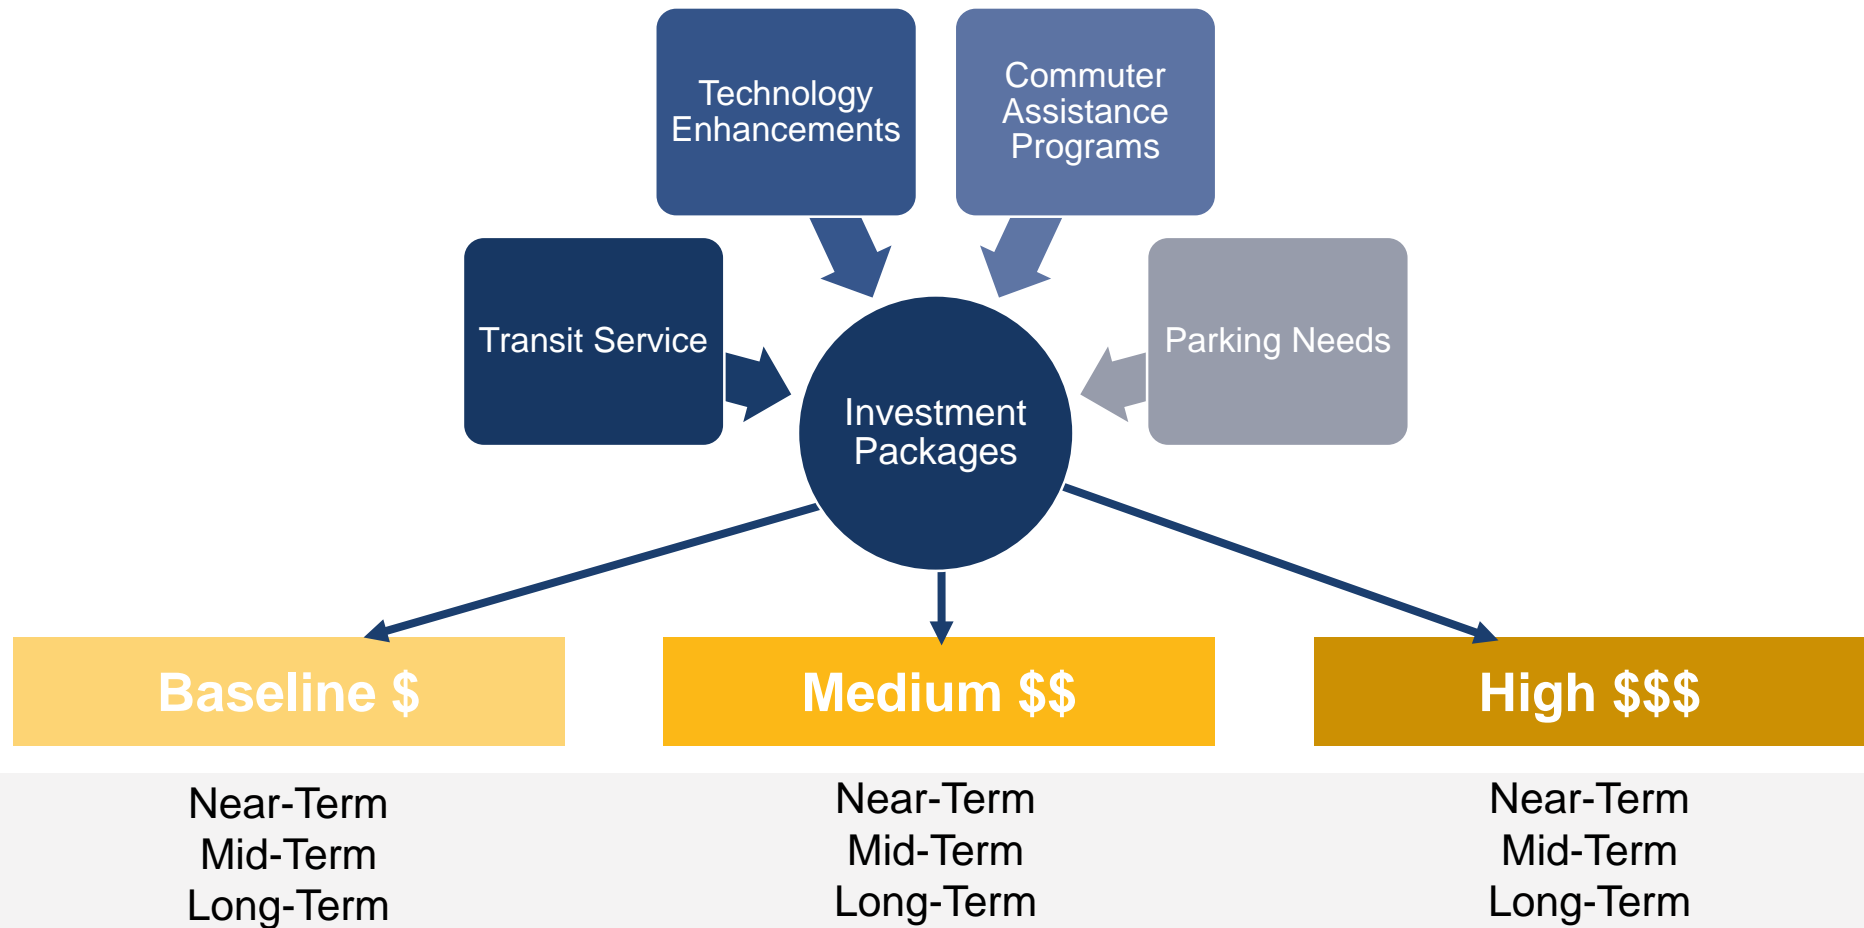 Technology
Enhancements
Commuter
Assistance
Programs
Transit Service
Parking Needs
Investment
Packages
Baseline $
Medium $$
High $$$
Near-Term
Mid-Term
Long-Term
Near-Term
Mid-Term
Long-Term
Near-Term
Mid-Term
Long-Term